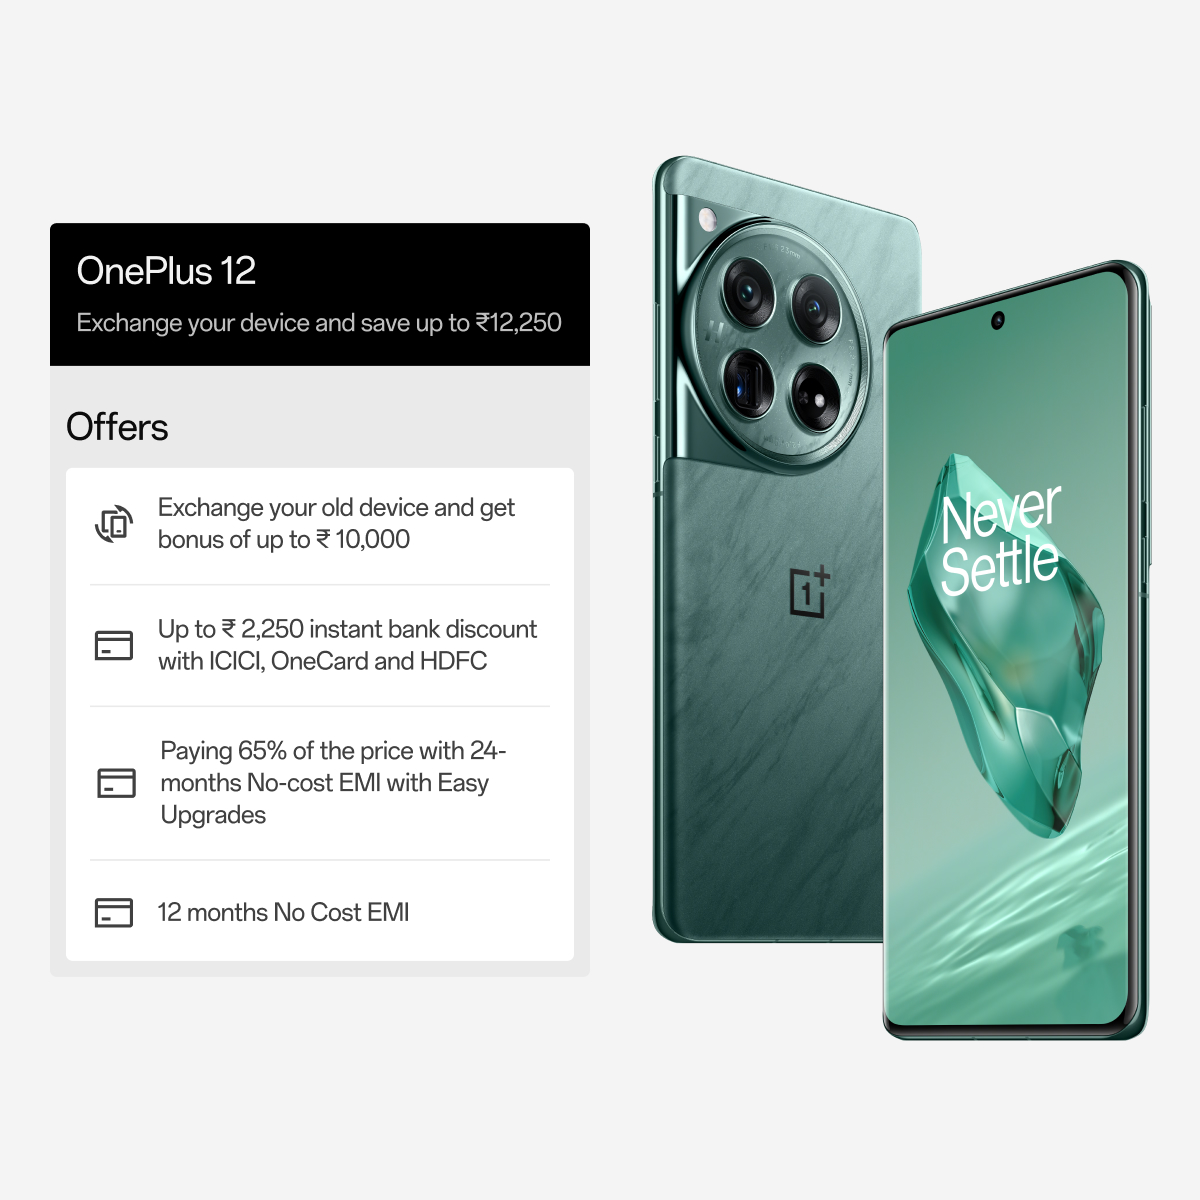 OnePlus 12
Exchange your device and save up to ₹12,250
Offers
Exchange your old device and get
bonus of up to ₹ 10,000
Up to ₹ 2,250 instant bank discount
with ICICI, OneCard and HDFC
Paying 65% of the price with 24-
months No-cost EMI with Easy
Upgrades
12 months No Cost EMI
H
1+
Never
Settle